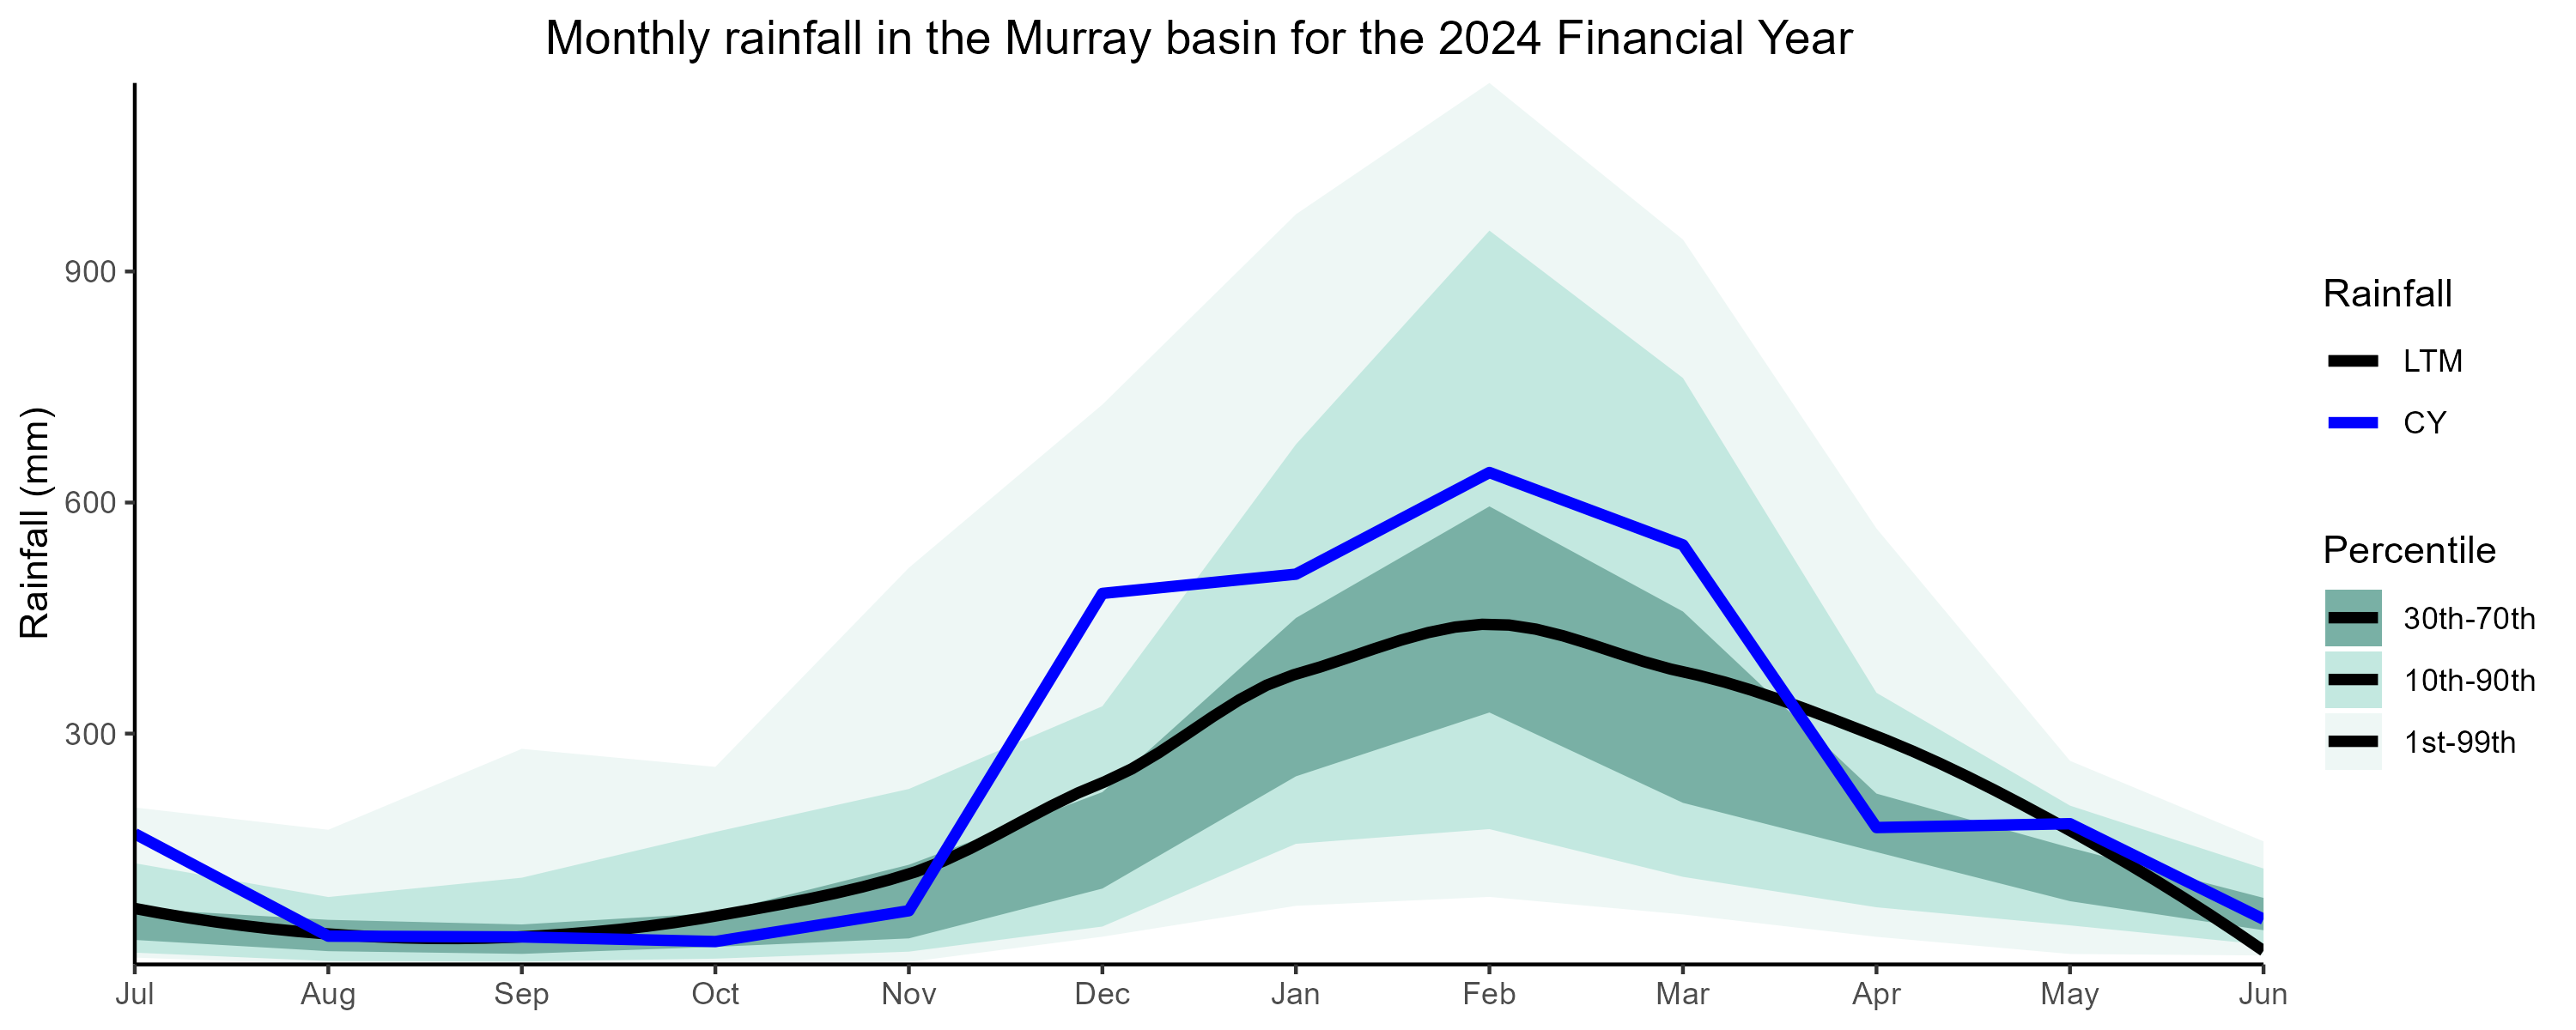 Monthly rainfall in the Murray basin for the 2024 Financial Year
Rainfall (mm)
900
600
300
Jul Aug Sep Oct Nov Dec Jan Feb Mar Apr May Jun
Rainfall
LTM
CY
Percentile
30th-70th
10th-90th
1st-99th